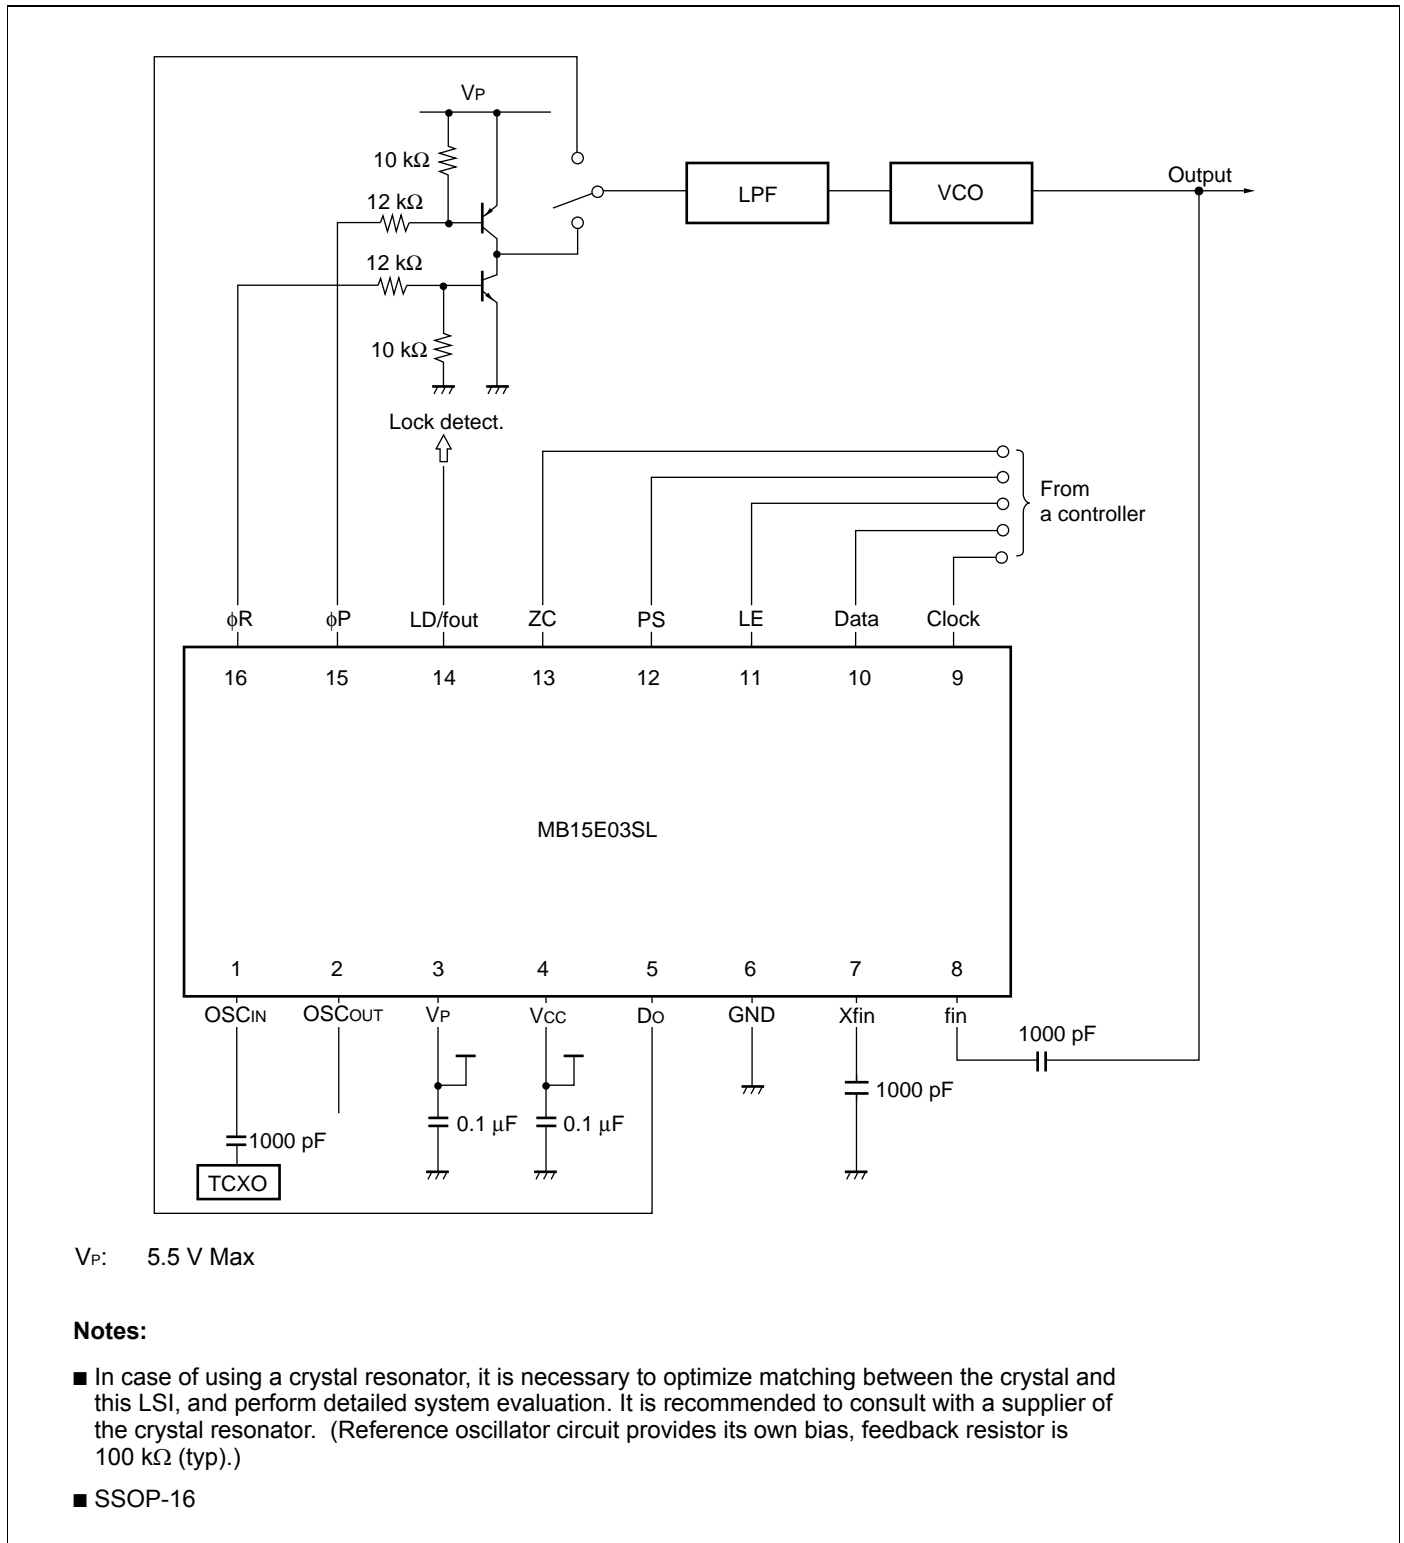 VP
10 kΩ
12 kΩ
12 kΩ
10 kΩ
LPF
VCO
Output
Lock detect.
From
a controller
φR φP LD/fout ZC PS LE Data Clock
16 15 14 13 12 11 10 9
MB15E03SL
1 2 3 4 5 6 7 8
OSCIN OSCOUT VP VCC DO GND Xfin fin
1000 pF
1000 pF
0.1 μF 0.1 μF
1000 pF
TCXO
VP: 5.5 V Max
Notes:
■ In case of using a crystal resonator, it is necessary to optimize matching between the crystal and
this LSI, and perform detailed system evaluation. It is recommended to consult with a supplier of
the crystal resonator. (Reference oscillator circuit provides its own bias, feedback resistor is
100 kΩ (typ).)
■ SSOP-16